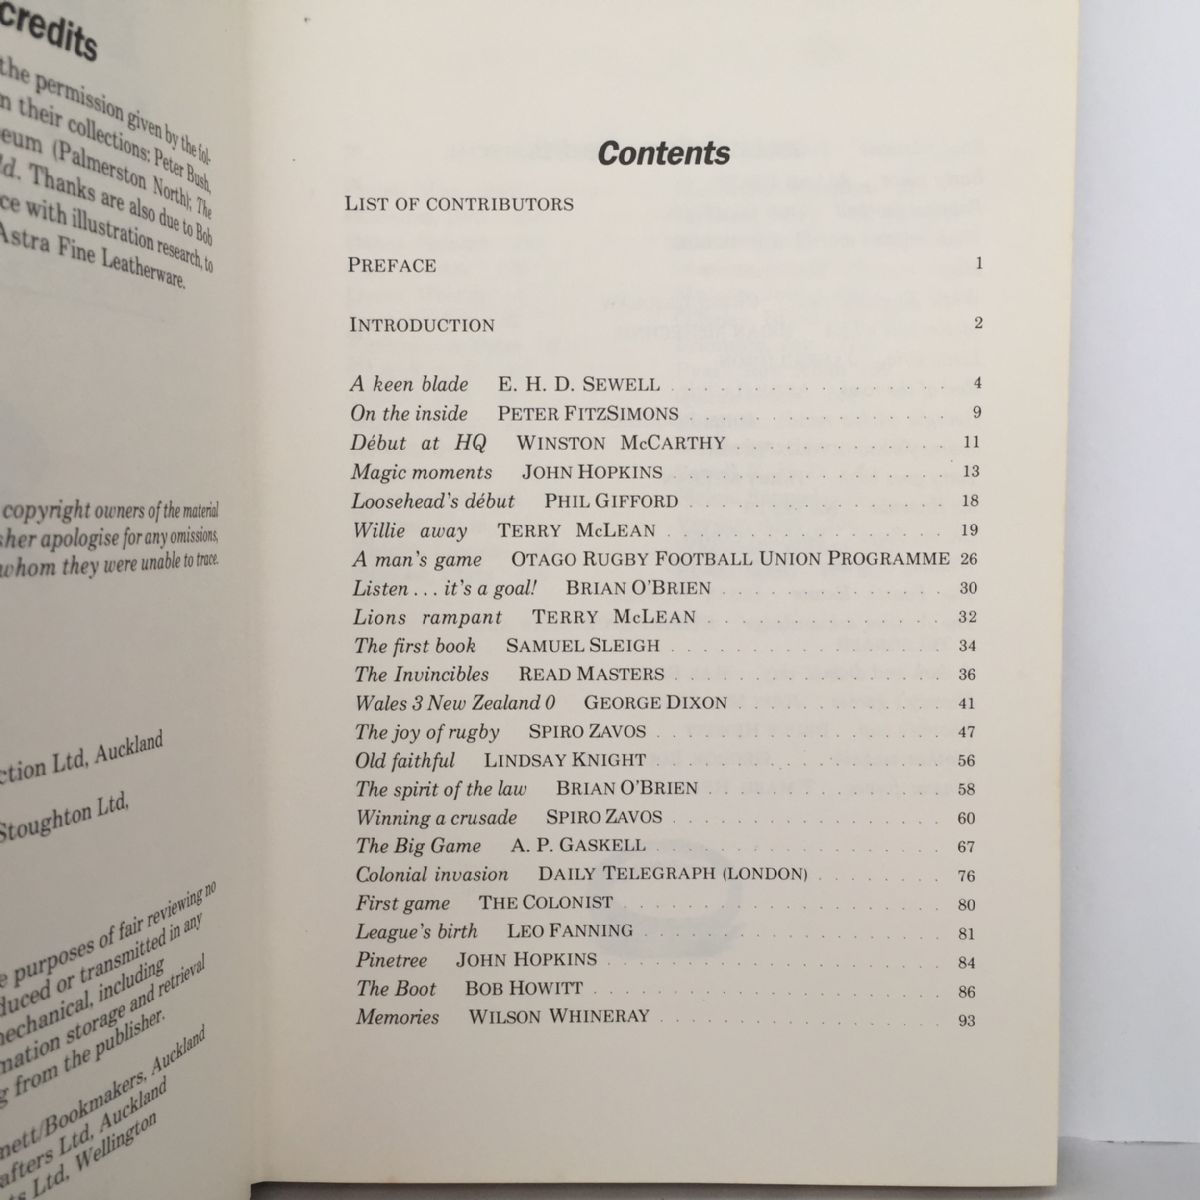 credits
the permission given by the fol-
n their collections: Peter Bush,
eum (Palmerston North); The
ld. Thanks are also due to Bob
ce with illustration research, to
Astra Fine Leatherware.
copyright owners of the material
sher apologise for any omissions,
whom they were unable to trace.
ction Ltd, Auckland
Stoughton Ltd,
e purposes of fair reviewing no
duced or transmitted in any
mechanical, including
mation storage and retrieval
g from the publisher.
nett/Bookmakers, Auckland
afters Ltd, Auckland
ts Ltd, Wellington
Contents
LIST OF CONTRIBUTORS
PREFACE 1
INTRODUCTION 2
A keen blade E. H. D. SEWELL 4
On the inside PETER FITZSIMONS 9
Début at HQ WINSTON McCARTHY 11
Magic moments JOHN HOPKINS 13
Loosehead's début PHIL GIFFORD 18
Willie away TERRY McLEAN 19
A man's game OTAGO RUGBY FOOTBALL UNION PROGRAMME 26
Listen . . . it's a goal! BRIAN O'BRIEN 30
Lions rampant TERRY McLEAN 32
The first book SAMUEL SLEIGH 34
The Invincibles READ MASTERS 36
Wales 3 New Zealand 0 GEORGE DIXON 41
The joy of rugby SPIRO ZAVOS 47
Old faithful LINDSAY KNIGHT 56
The spirit of the law BRIAN O'BRIEN 58
Winning a crusade SPIRO ZAVOS 60
The Big Game A. P. GASKELL 67
Colonial invasion DAILY TELEGRAPH (LONDON) 76
First game THE COLONIST 80
League's birth LEO FANNING 81
Pinetree JOHN HOPKINS 84
The Boot BOB HOWITT 86
Memories WILSON WHINERAY 93